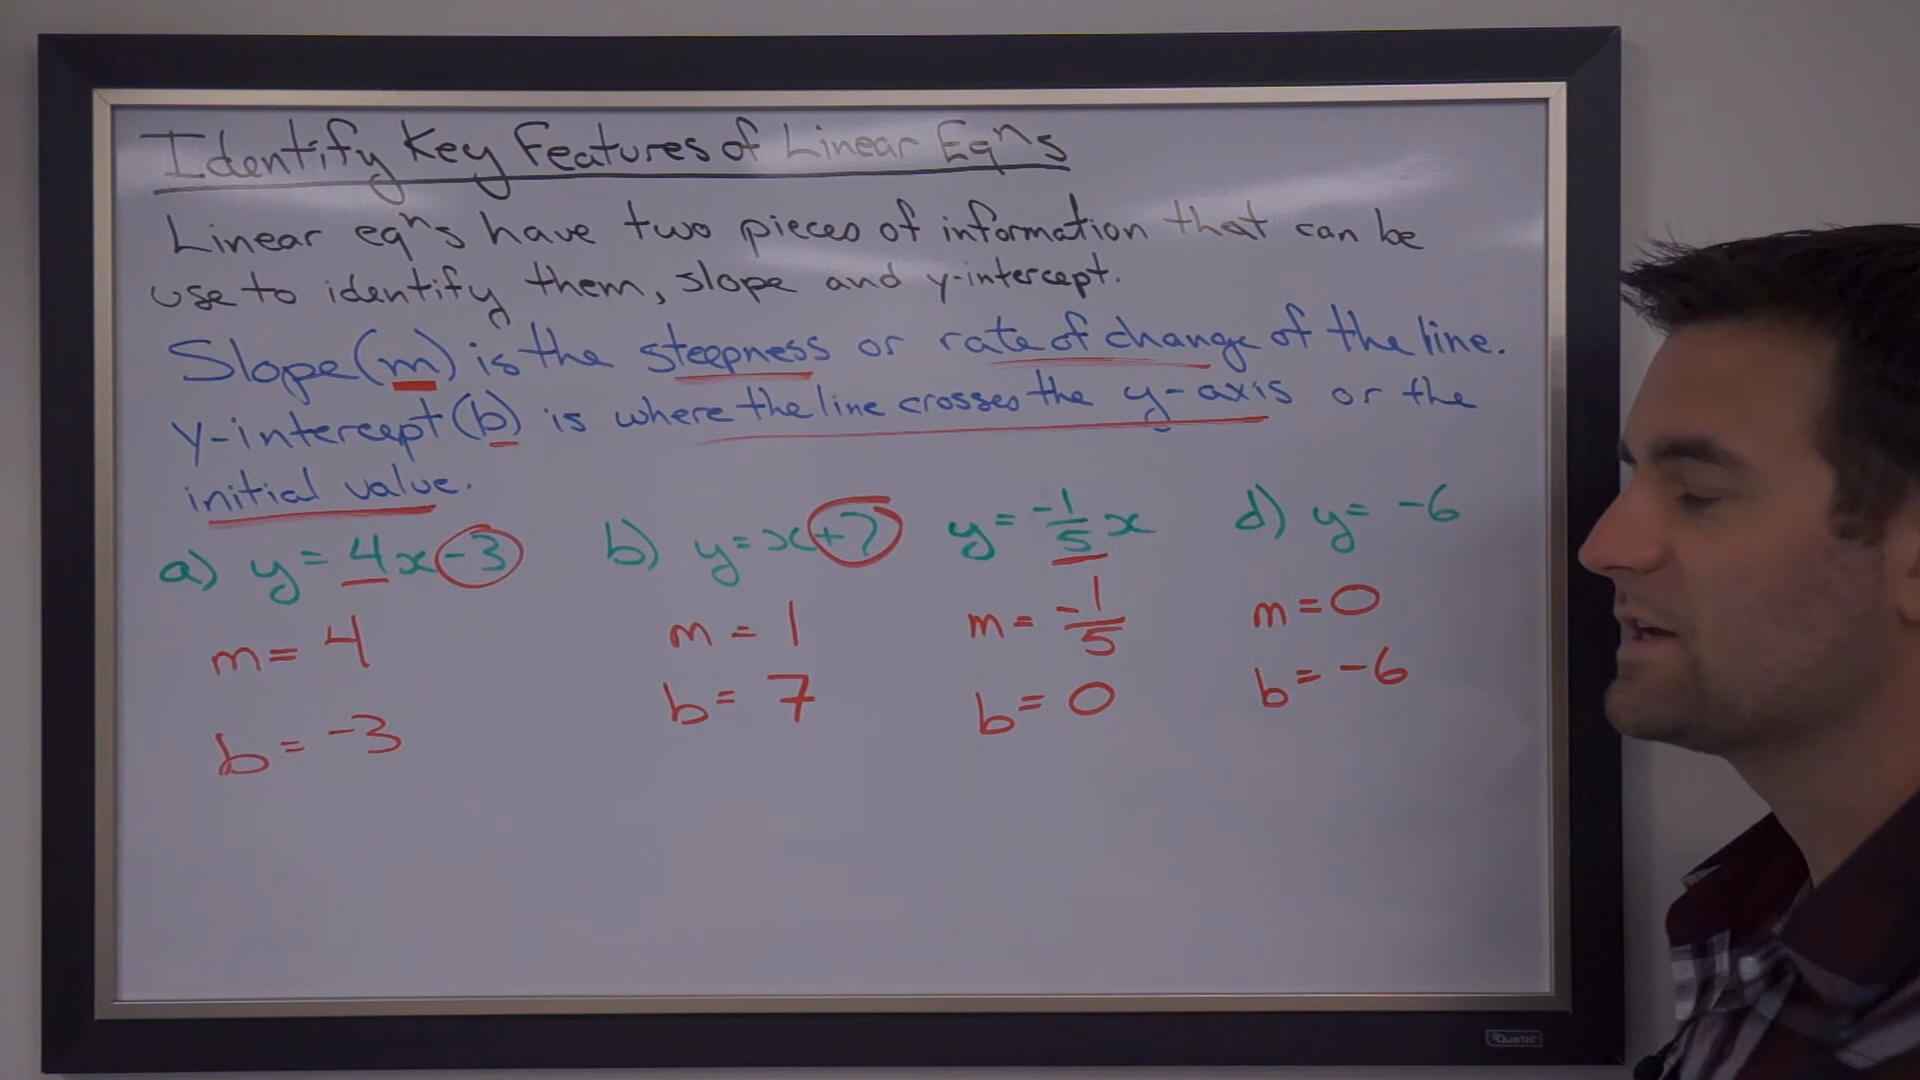 Identify Key Features of Linear Eqⁿs
Linear eqⁿs have two pieces of information that can be
use to identify them, slope and y-intercept.
Slope (m) is the steepness or rate of change of the line.
Y-intercept (b) is where the line crosses the y-axis or the
initial value.
a) y = 4x - 3
b) y = x + 7
y = -1/5 x
d) y = -6
m = 4
m = 1
m = -1/5
m = 0
b = -3
b = 7
b = 0
b = -6
Quartet